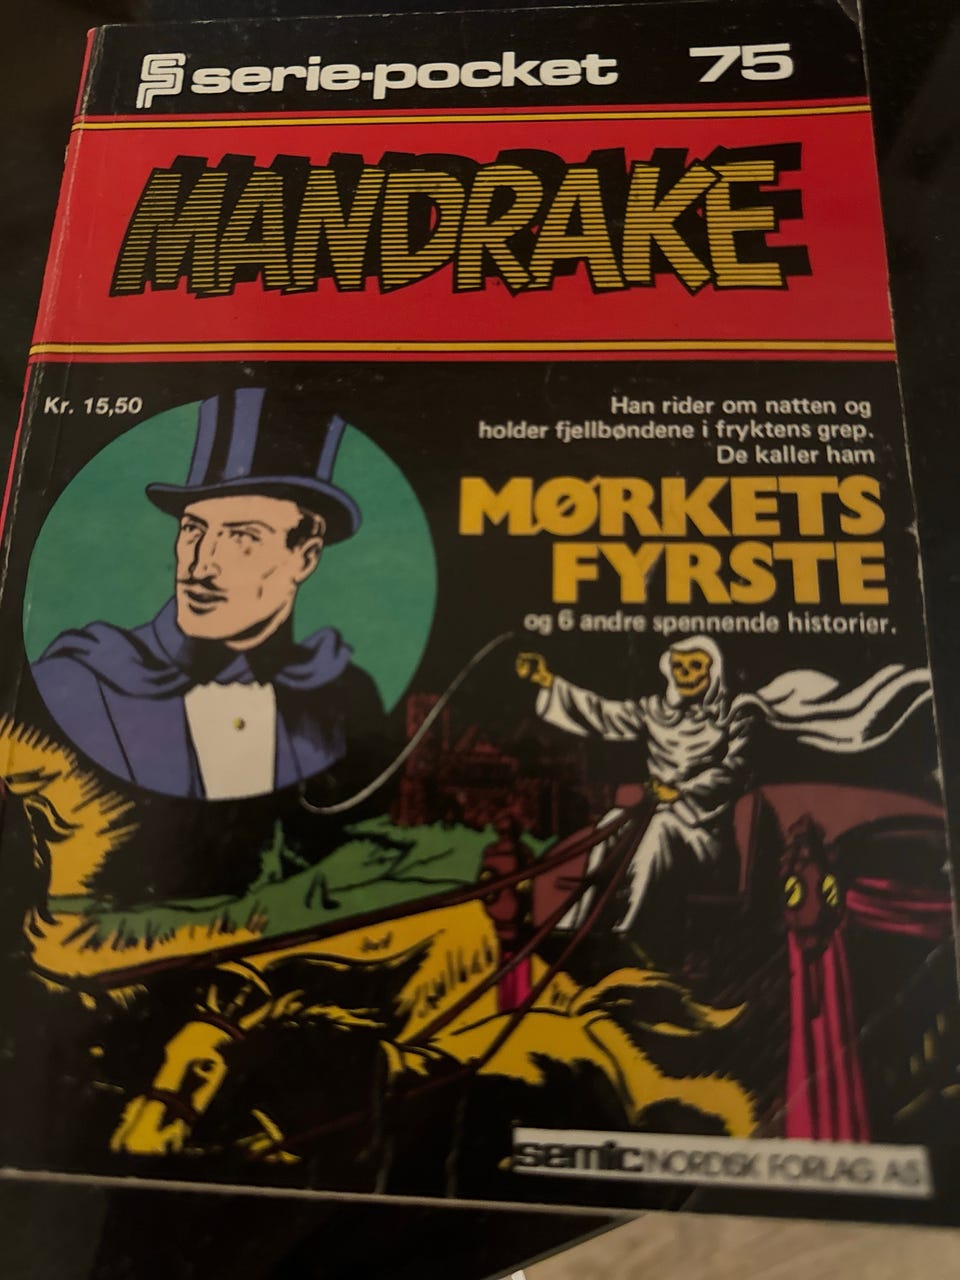 serie-pocket 75
MANDRAKE
Kr. 15,50
Han rider om natten og
holder fjellbøndene i fryktens grep.
De kaller ham
MØRKETS
FYRSTE
og 6 andre spennende historier.
semic NORDISK FORLAG AS